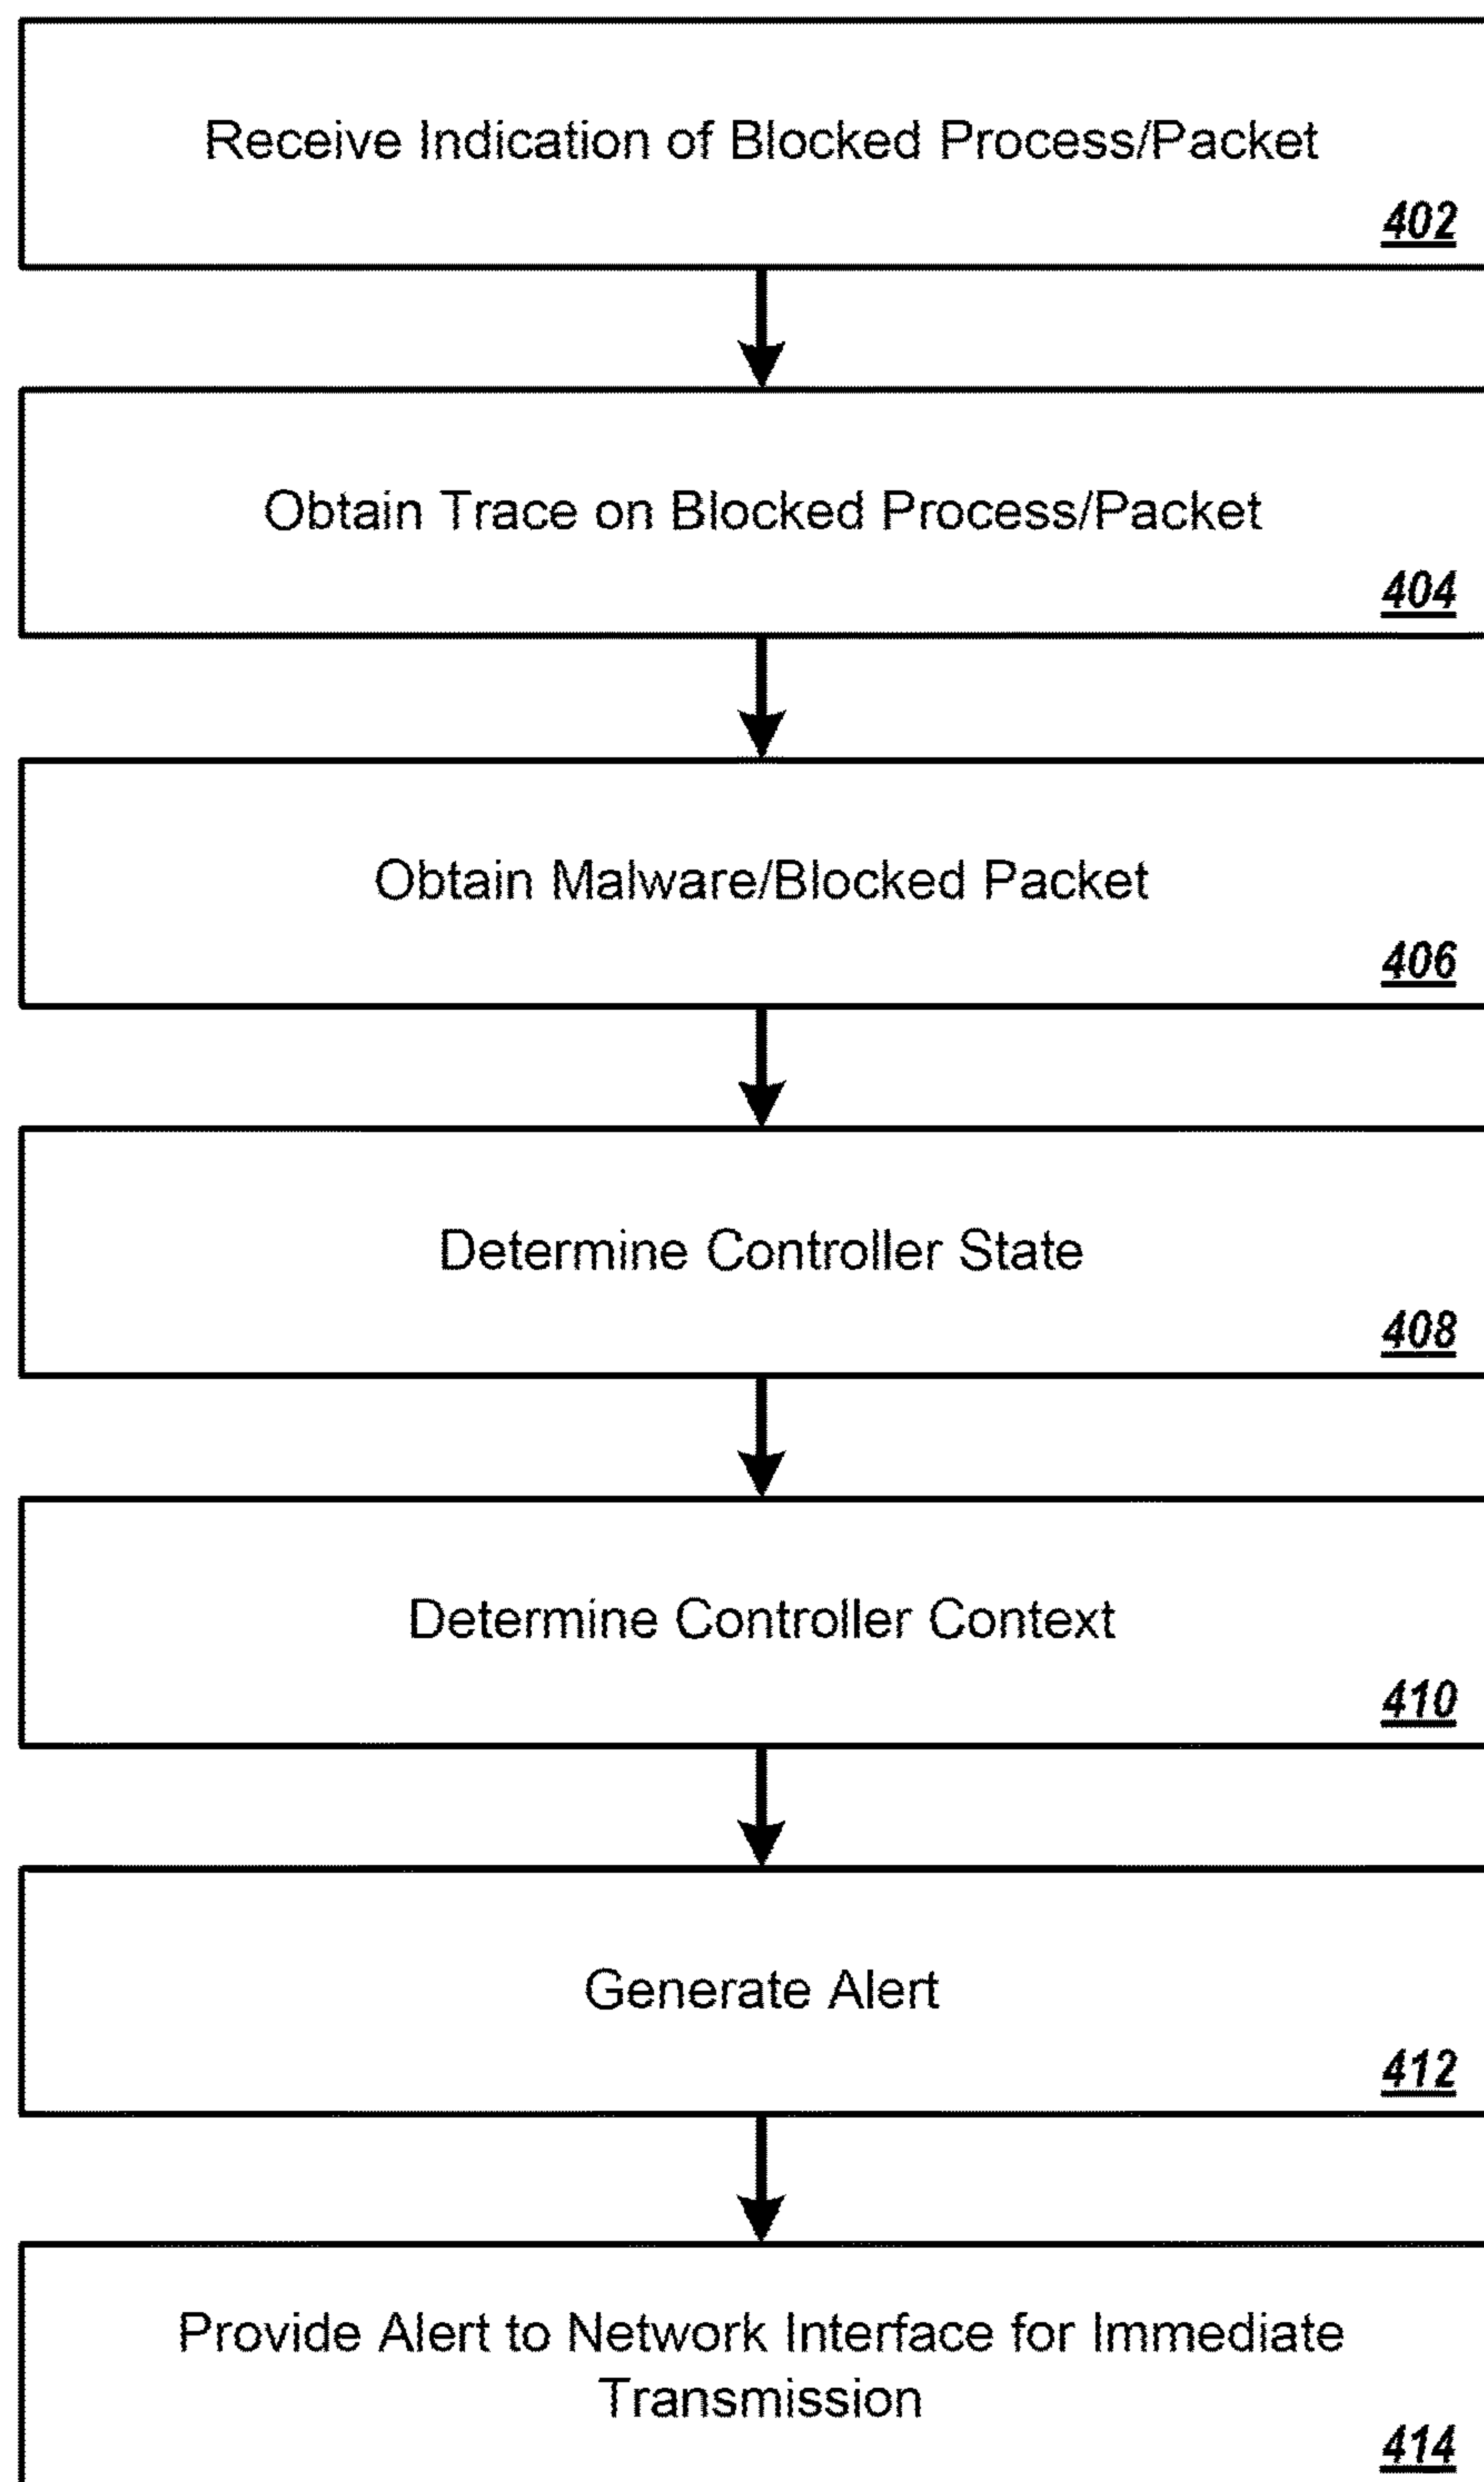 Receive Indication of Blocked Process/Packet
402
Obtain Trace on Blocked Process/Packet
404
Obtain Malware/Blocked Packet
406
Determine Controller State
408
Determine Controller Context
410
Generate Alert
412
Provide Alert to Network Interface for Immediate
Transmission
414